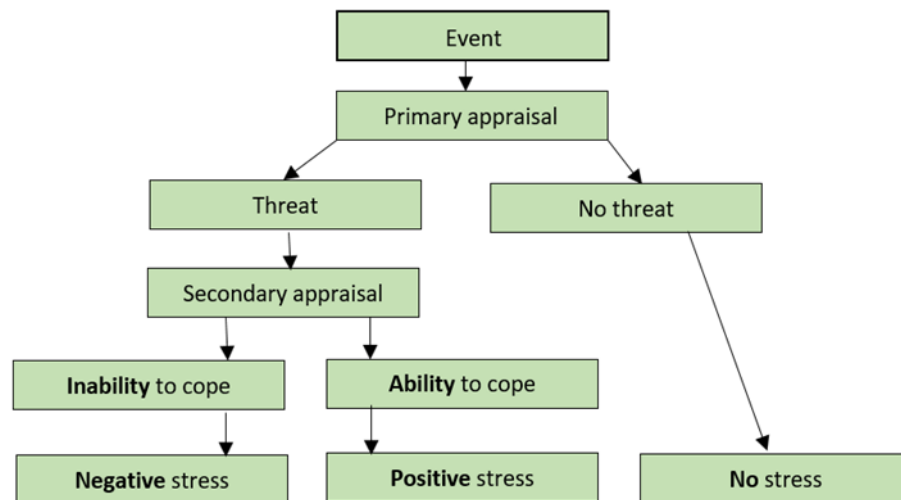 Event
Primary appraisal
Threat
No threat
Secondary appraisal
Inability to cope
Ability to cope
Negative stress
Positive stress
No stress